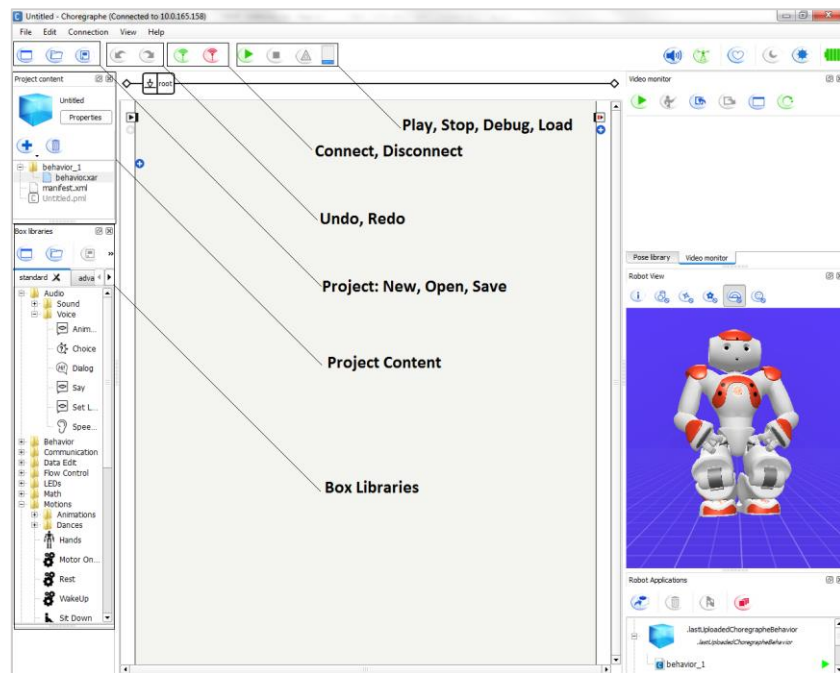 Untitled - Choregraphe (Connected to 10.0.165.158)
File Edit Connection View Help
Project content
Untitled
Properties
behavior_1
behavior.xar
manifest.xml
Untitled.pml
Box libraries
standard adva
Audio
Sound
Voice
Anim...
Choice
Dialog
Say
Set L...
Spee...
Behavior
Communication
Data Edit
Flow Control
LEDs
Math
Motions
Animations
Dances
Hands
Motor On...
Rest
WakeUp
Sit Down
root
Play, Stop, Debug, Load
Connect, Disconnect
Undo, Redo
Project: New, Open, Save
Project Content
Box Libraries
Video monitor
Pose library Video monitor
Robot View
Robot Applications
.lastUploadedChoregrapheBehavior
.lastUploadedChoregrapheBehavior
behavior_1